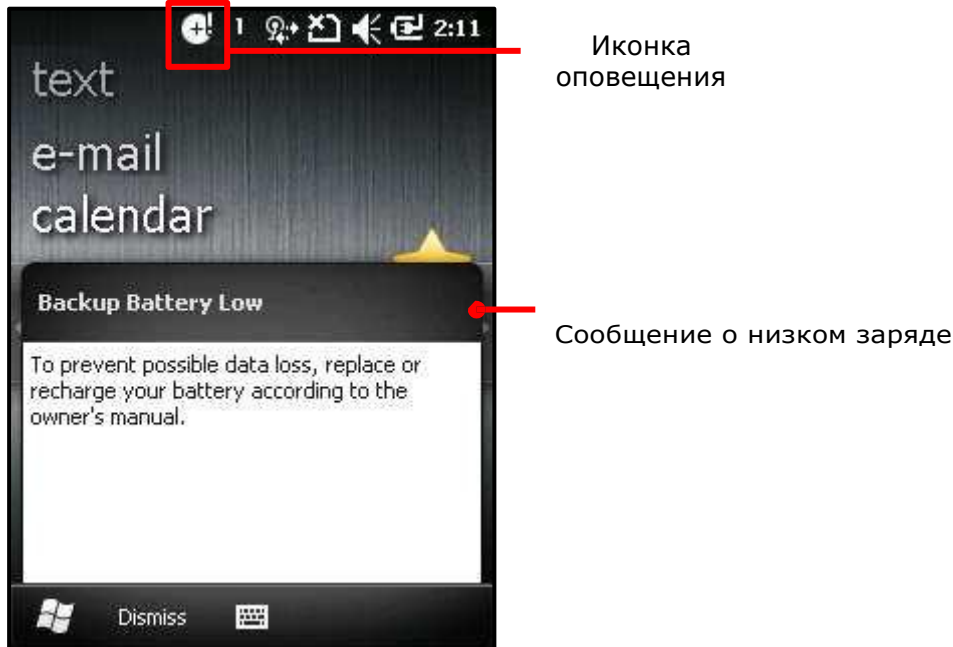 1 2:11
Иконка
оповещения
text
e-mail
calendar
Backup Battery Low
Сообщение о низком заряде
To prevent possible data loss, replace or
recharge your battery according to the
owner's manual.
Dismiss